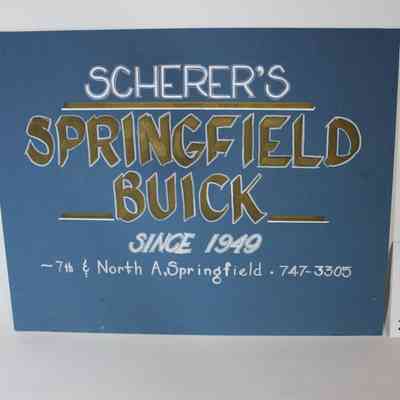 SCHERER'S
SPRINGFIELD
BUICK
SINCE 1949
~7th & North A, Springfield • 747-3305